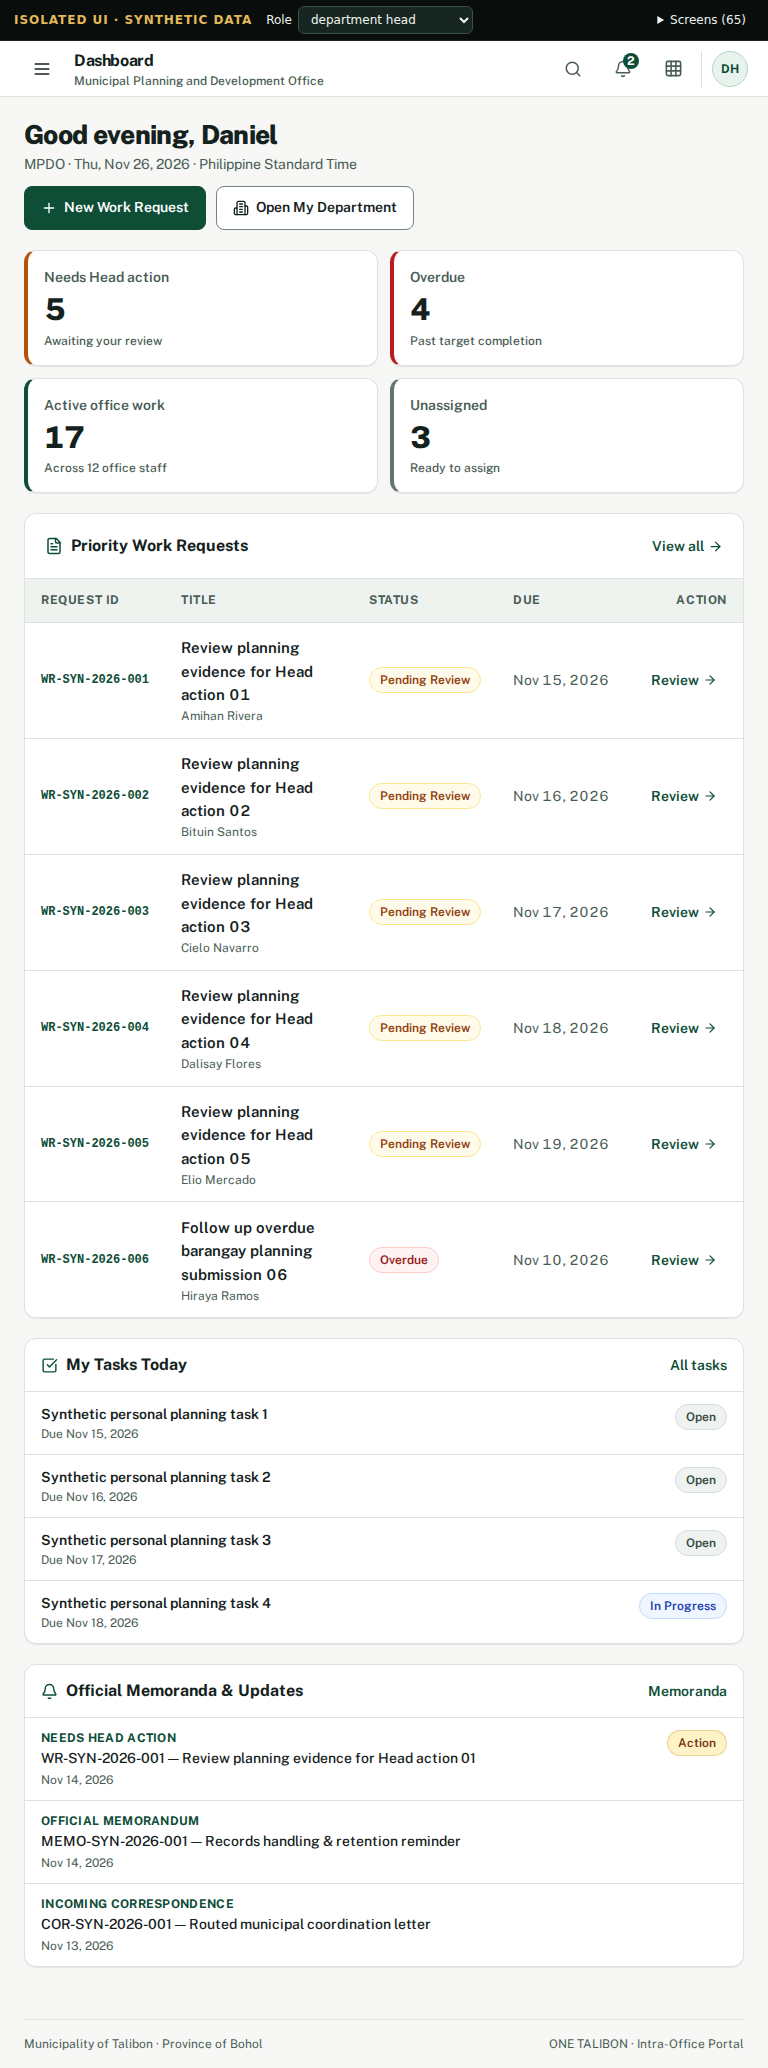 ISOLATED UI · SYNTHETIC DATA Role department head Screens (65)
Dashboard
Municipal Planning and Development Office
2
DH
Good evening, Daniel
MPDO · Thu, Nov 26, 2026 · Philippine Standard Time
New Work Request Open My Department
Needs Head action
5
Awaiting your review
Overdue
4
Past target completion
Active office work
17
Across 12 office staff
Unassigned
3
Ready to assign
Priority Work Requests View all →
REQUEST ID TITLE STATUS DUE ACTION
WR-SYN-2026-001 Review planning evidence for Head action 01 Pending Review Nov 15, 2026 Review →
Amihan Rivera
WR-SYN-2026-002 Review planning evidence for Head action 02 Pending Review Nov 16, 2026 Review →
Bituin Santos
WR-SYN-2026-003 Review planning evidence for Head action 03 Pending Review Nov 17, 2026 Review →
Cielo Navarro
WR-SYN-2026-004 Review planning evidence for Head action 04 Pending Review Nov 18, 2026 Review →
Dalisay Flores
WR-SYN-2026-005 Review planning evidence for Head action 05 Pending Review Nov 19, 2026 Review →
Elio Mercado
WR-SYN-2026-006 Follow up overdue barangay planning submission 06 Overdue Nov 10, 2026 Review →
Hiraya Ramos
My Tasks Today All tasks
Synthetic personal planning task 1 Open
Due Nov 15, 2026
Synthetic personal planning task 2 Open
Due Nov 16, 2026
Synthetic personal planning task 3 Open
Due Nov 17, 2026
Synthetic personal planning task 4 In Progress
Due Nov 18, 2026
Official Memoranda & Updates Memoranda
NEEDS HEAD ACTION Action
WR-SYN-2026-001 — Review planning evidence for Head action 01
Nov 14, 2026
OFFICIAL MEMORANDUM
MEMO-SYN-2026-001 — Records handling & retention reminder
Nov 14, 2026
INCOMING CORRESPONDENCE
COR-SYN-2026-001 — Routed municipal coordination letter
Nov 13, 2026
Municipality of Talibon · Province of Bohol ONE TALIBON · Intra-Office Portal